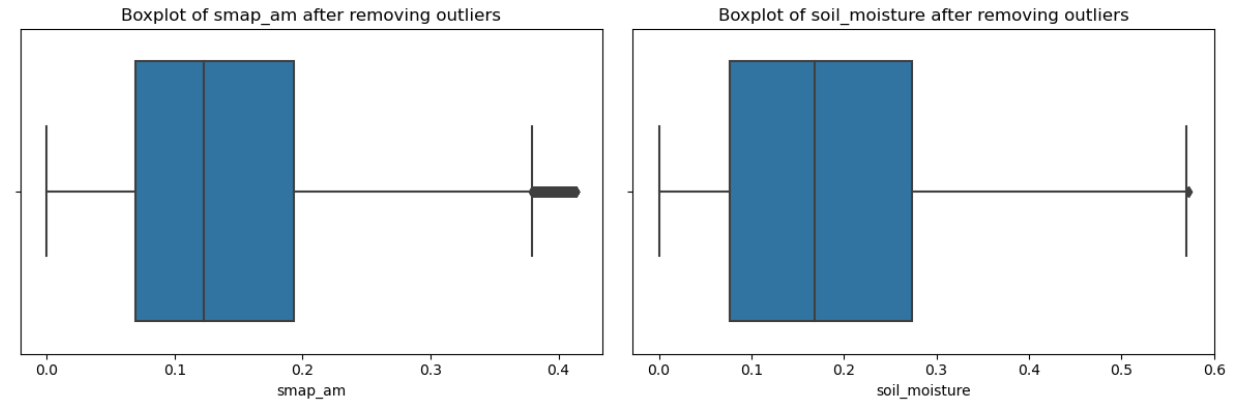 Boxplot of smap_am after removing outliers
0.0 0.1 0.2 0.3 0.4
smap_am
Boxplot of soil_moisture after removing outliers
0.0 0.1 0.2 0.3 0.4 0.5 0.6
soil_moisture